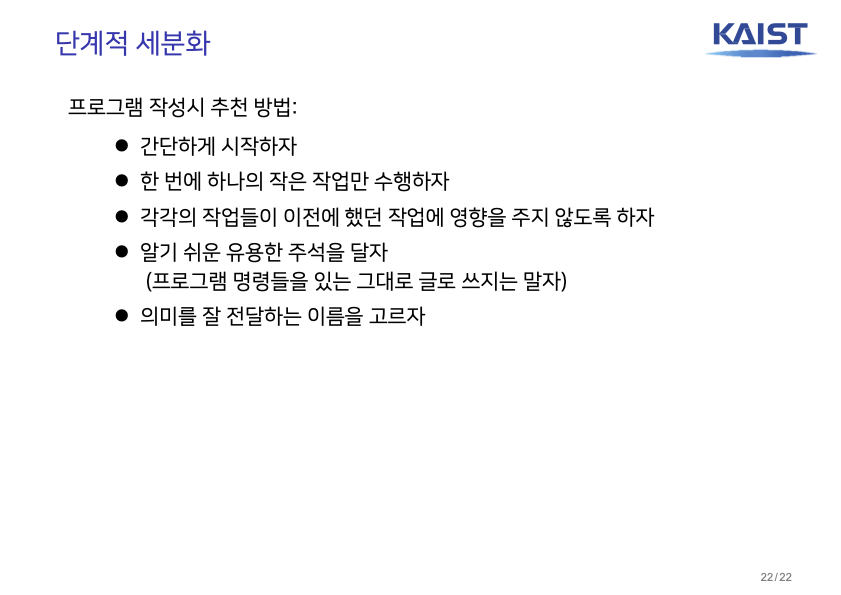 단계적 세분화
KAIST
프로그램 작성시 추천 방법:
● 간단하게 시작하자
● 한 번에 하나의 작은 작업만 수행하자
● 각각의 작업들이 이전에 했던 작업에 영향을 주지 않도록 하자
● 알기 쉬운 유용한 주석을 달자
(프로그램 명령들을 있는 그대로 글로 쓰지는 말자)
● 의미를 잘 전달하는 이름을 고르자
22/22